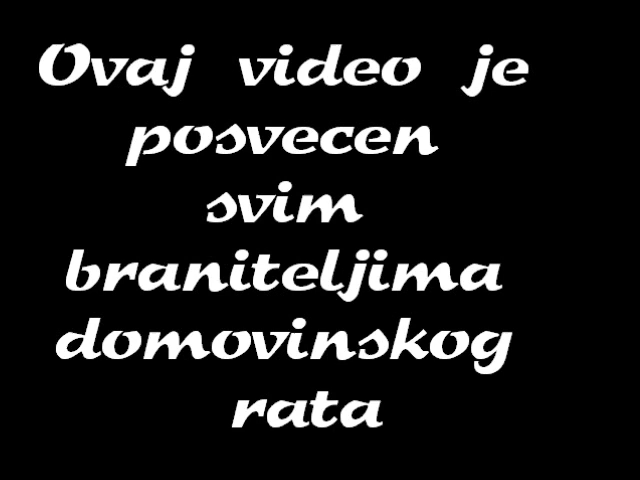 Ovaj video je
posvecen
svim
braniteljima
domovinskog
rata